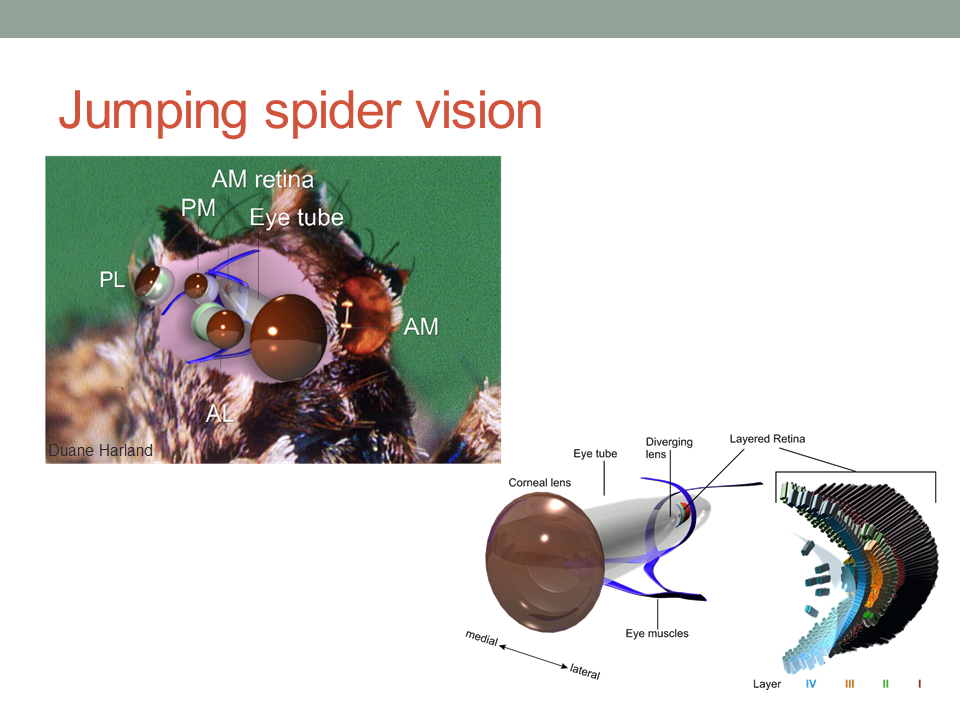 Jumping spider vision
AM retina
PM
Eye tube
PL
AM
AL
Duane Harland
Layered Retina
Diverging
lens
Eye tube
Corneal lens
Eye muscles
medial
lateral
Layer IV III II I